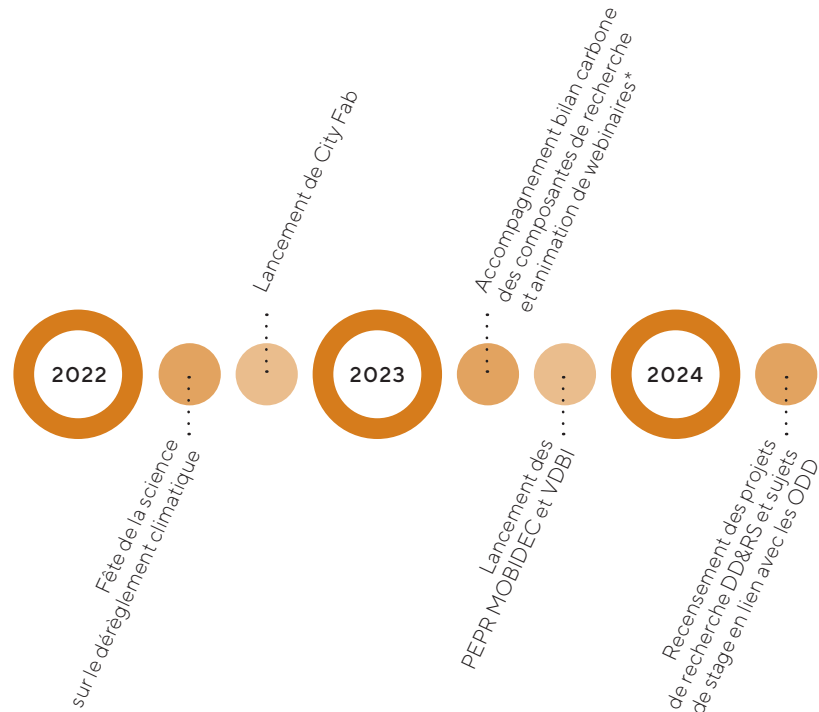 2022
Fête de la science
sur le dérèglement climatique
Lancement de City Fab
2023
Accompagnement bilan carbone
des composantes de recherche
et animation de webinaires*
Lancement des
PEPR MOBIDEC et VDBI
2024
Recensement des projets
de recherche DD&RS et sujets
de stage en lien avec les ODD